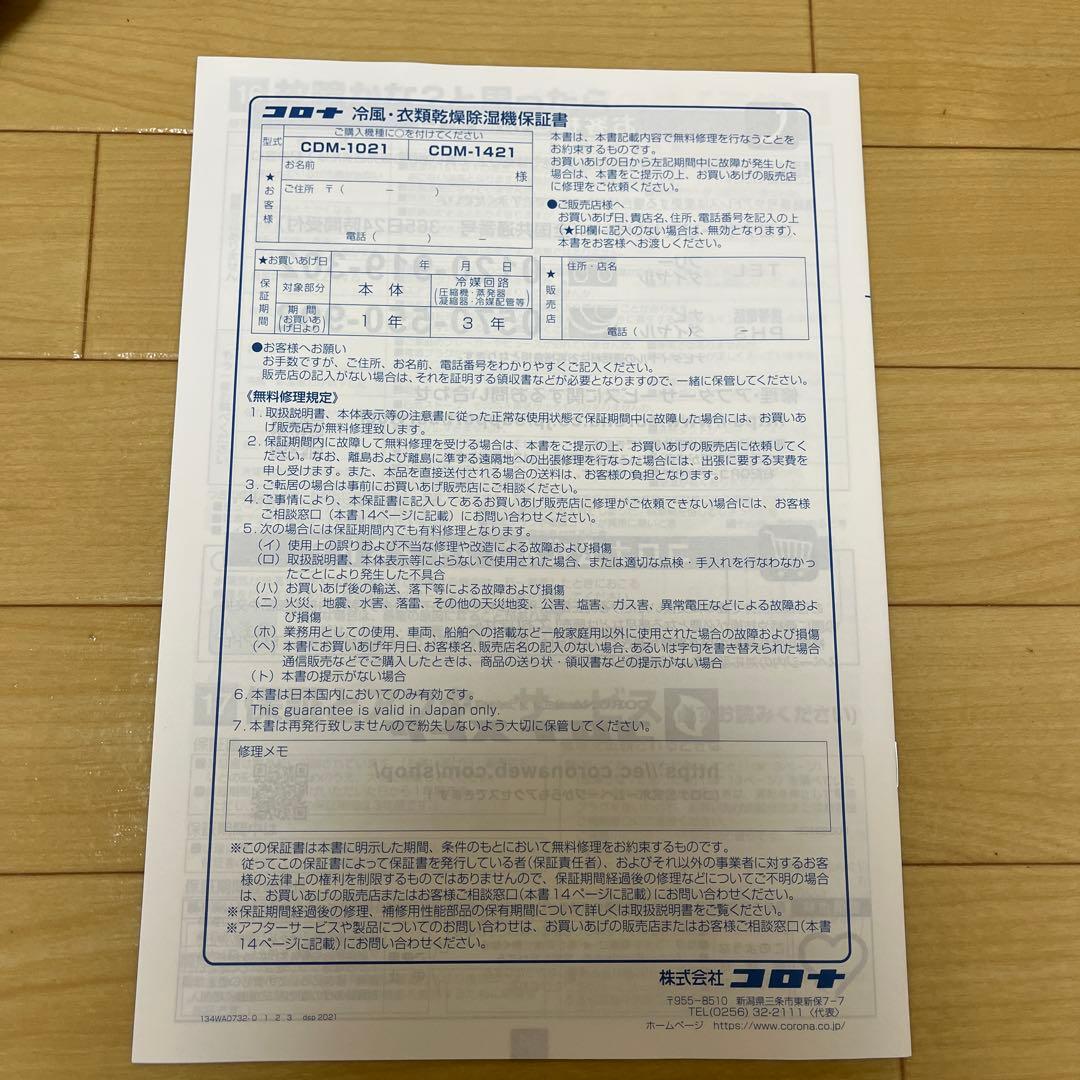 コロナ 冷風・衣類乾燥除湿機保証書
型式
ご購入機種に○を付けてください
CDM-1021 CDM-1421
★お客様
お名前
様
ご住所 〒( － )
電話( ) －
本書は、本書記載内容で無料修理を行なうことを
お約束するものです。
お買いあげの日から左記期間中に故障が発生した
場合は、本書をご提示の上、お買いあげの販売店
に修理をご依頼ください。
●ご販売店様へ
お買いあげ日、貴店名、住所、電話番号を記入の上
(★印欄に記入のない場合は、無効となります)、
本書をお客様へお渡しください。
★お買いあげ日 年 月 日
保証期間
対象部分 本体 冷媒回路
(圧縮機・蒸発器
凝縮器・冷媒配管等)
期間
(お買いあ
げ日より)
1年 3年
★販売店
住所・店名
電話( ) －
●お客様へお願い
お手数ですが、ご住所、お名前、電話番号をわかりやすくご記入ください。
販売店の記入がない場合は、それを証明する領収書などが必要となりますので、一緒に保管してください。
《無料修理規定》
1. 取扱説明書、本体表示等の注意書に従った正常な使用状態で保証期間中に故障した場合には、お買いあ
げ販売店が無料修理致します。
2. 保証期間内に故障して無料修理を受ける場合は、本書をご提示の上、お買いあげの販売店に依頼してく
ださい。なお、離島および離島に準ずる遠隔地への出張修理を行なった場合には、出張に要する実費を
申し受けます。また、本品を直接送付される場合の送料は、お客様の負担となります。
3. ご転居の場合は事前にお買いあげ販売店にご相談ください。
4. ご事情により、本保証書に記入してあるお買いあげ販売店に修理がご依頼できない場合には、お客様
ご相談窓口(本書14ページに記載)にお問い合わせください。
5. 次の場合には保証期間内でも有料修理となります。
(イ) 使用上の誤りおよび不当な修理や改造による故障および損傷
(ロ) 取扱説明書、本体表示等によらないで使用された場合、または適切な点検・手入れを行なわなかっ
たことにより発生した不具合
(ハ) お買いあげ後の輸送、落下等による故障および損傷
(ニ) 火災、地震、水害、落雷、その他の天災地変、公害、塩害、ガス害、異常電圧などによる故障およ
び損傷
(ホ) 業務用としての使用、車両、船舶への搭載など一般家庭用以外に使用された場合の故障および損傷
(ヘ) 本書にお買いあげ年月日、お客様名、販売店名の記入のない場合、あるいは字句を書き替えられた場合
通信販売などでご購入したときは、商品の送り状・領収書などの提示がない場合
(ト) 本書の提示がない場合
6. 本書は日本国内においてのみ有効です。
This guarantee is valid in Japan only.
7. 本書は再発行致しませんので紛失しないよう大切に保管してください。
修理メモ
※この保証書は本書に明示した期間、条件のもとにおいて無料修理をお約束するものです。
従ってこの保証書によって保証書を発行している者(保証責任者)、およびそれ以外の事業者に対するお客
様の法律上の権利を制限するものではありませんので、保証期間経過後の修理などについてご不明の場合
は、お買いあげの販売店またはお客様ご相談窓口(本書14ページに記載)にお問い合わせください。
※保証期間経過後の修理、補修用性能部品の保有期間について詳しくは取扱説明書をご覧ください。
※アフターサービスや製品についてのお問い合わせは、お買いあげの販売店またはお客様ご相談窓口(本書
14ページに記載)にお問い合わせください。
株式会社 コロナ
〒955-8510 新潟県三条市東新保7-7
TEL(0256)32-2111〈代表〉
ホームページ https://www.corona.co.jp/
134WA0732-0 1 2 3 dsp 2021